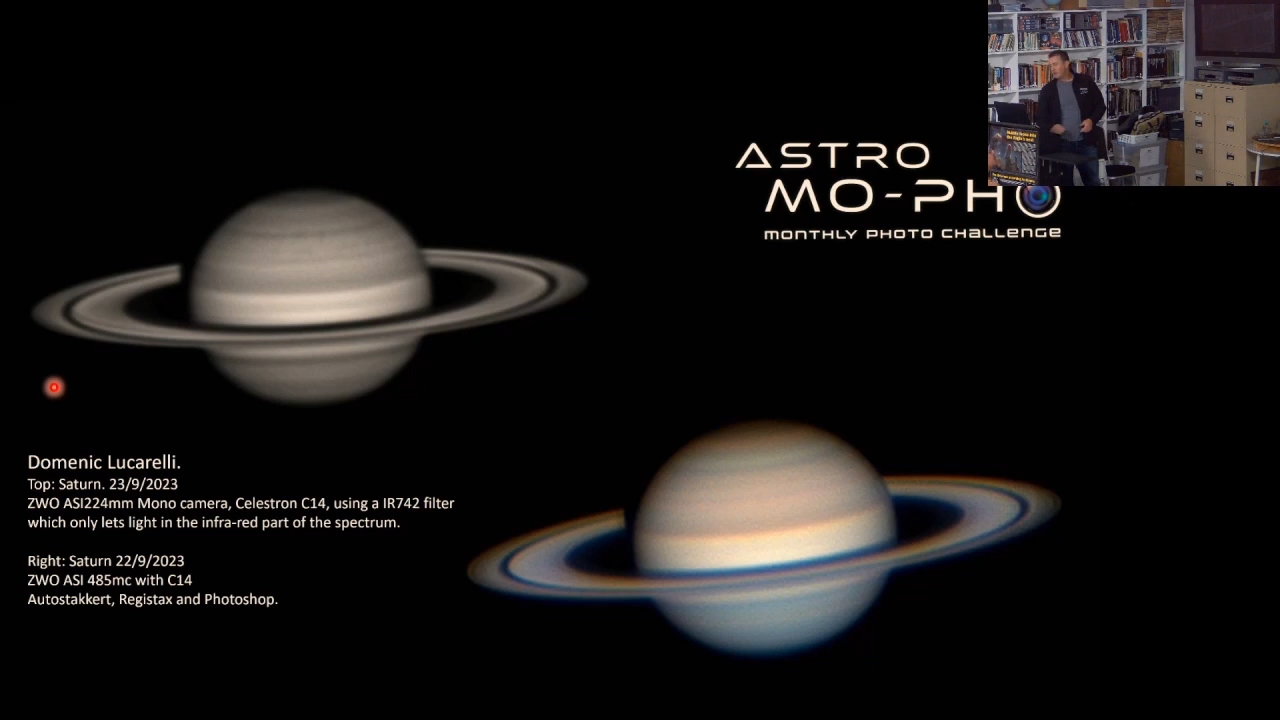 ASTRO
MO-PHO
MONTHLY PHOTO CHALLENGE
Domenic Lucarelli.
Top: Saturn. 23/9/2023
ZWO ASI224mm Mono camera, Celestron C14, using a IR742 filter
which only lets light in the infra-red part of the spectrum.
Right: Saturn 22/9/2023
ZWO ASI 485mc with C14
Autostakkert, Registax and Photoshop.